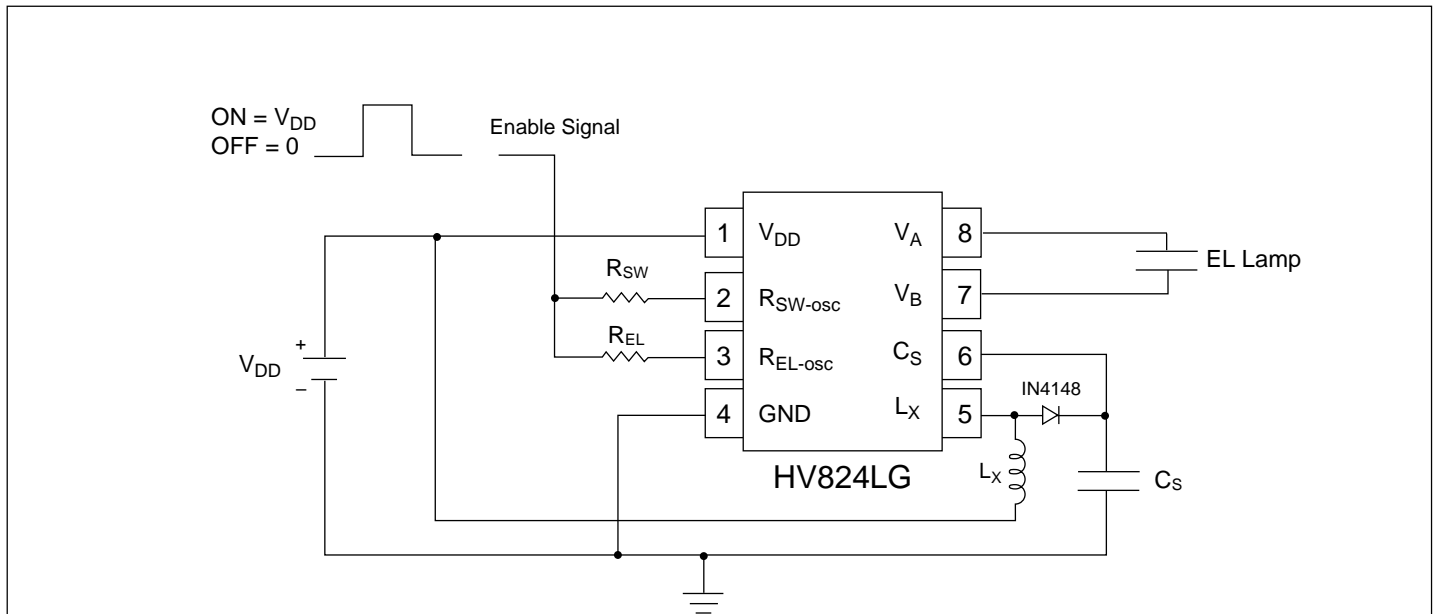 ON = VDD
OFF = 0
Enable Signal
1
VDD
VA
8
EL Lamp
RSW
2
RSW-osc
VB
7
REL
3
REL-osc
CS
6
+
VDD
–
IN4148
4
GND
LX
5
HV824LG
LX
CS